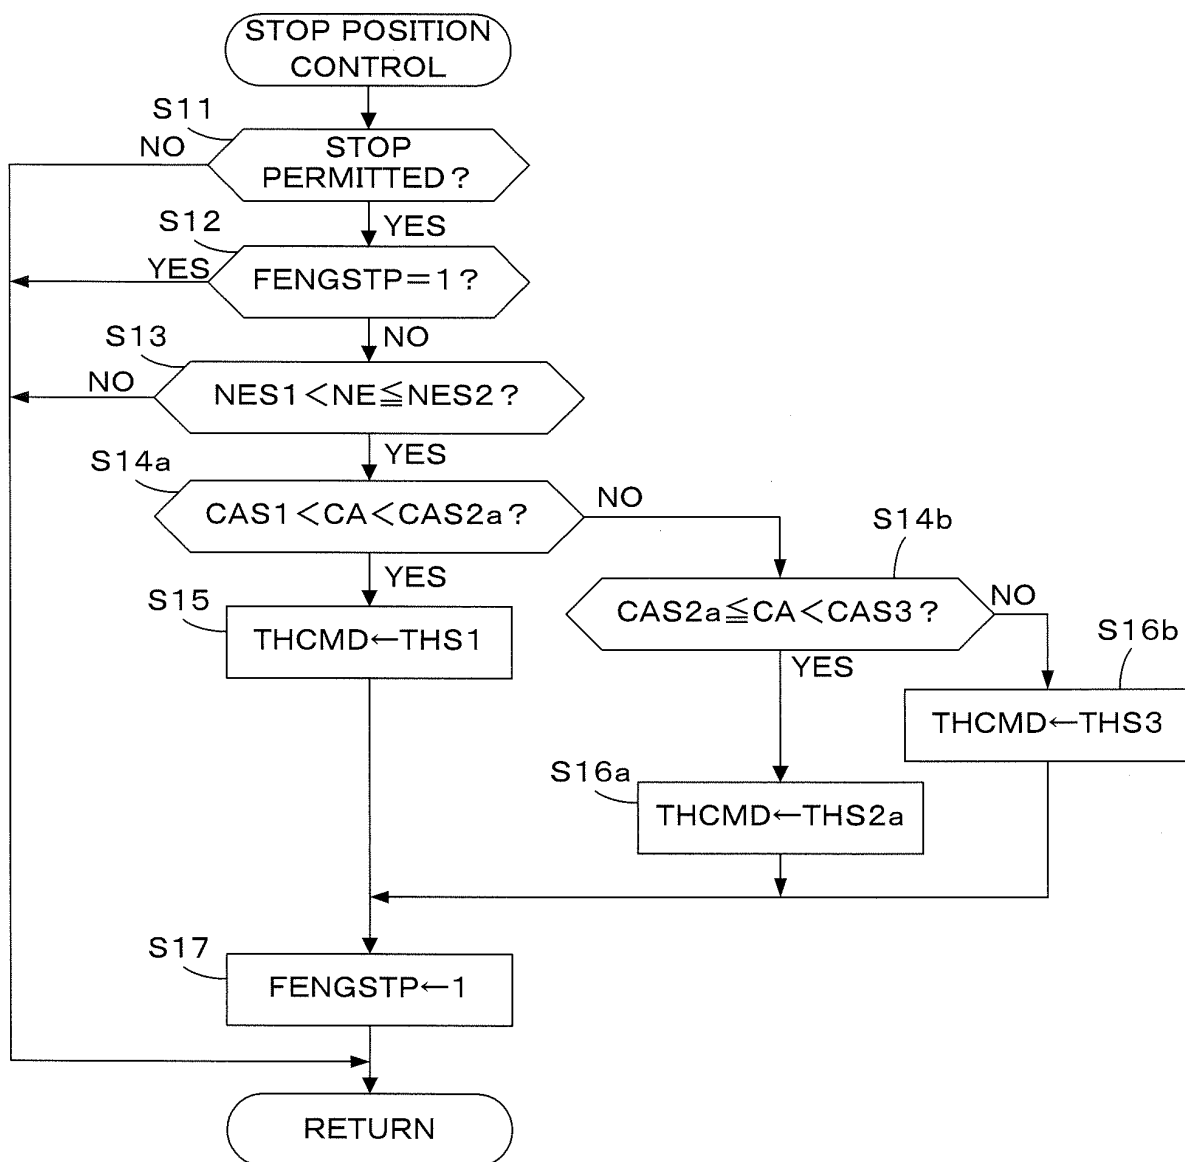 STOP POSITION
CONTROL
S11
NO
STOP
PERMITTED?
YES
S12
YES
FENGSTP=1?
NO
S13
NO
NES1<NE≦NES2?
YES
S14a
CAS1<CA<CAS2a?
NO
YES
S14b
CAS2a≦CA<CAS3?
NO
YES
S15
THCMD←THS1
S16b
THCMD←THS3
S16a
THCMD←THS2a
S17
FENGSTP←1
RETURN